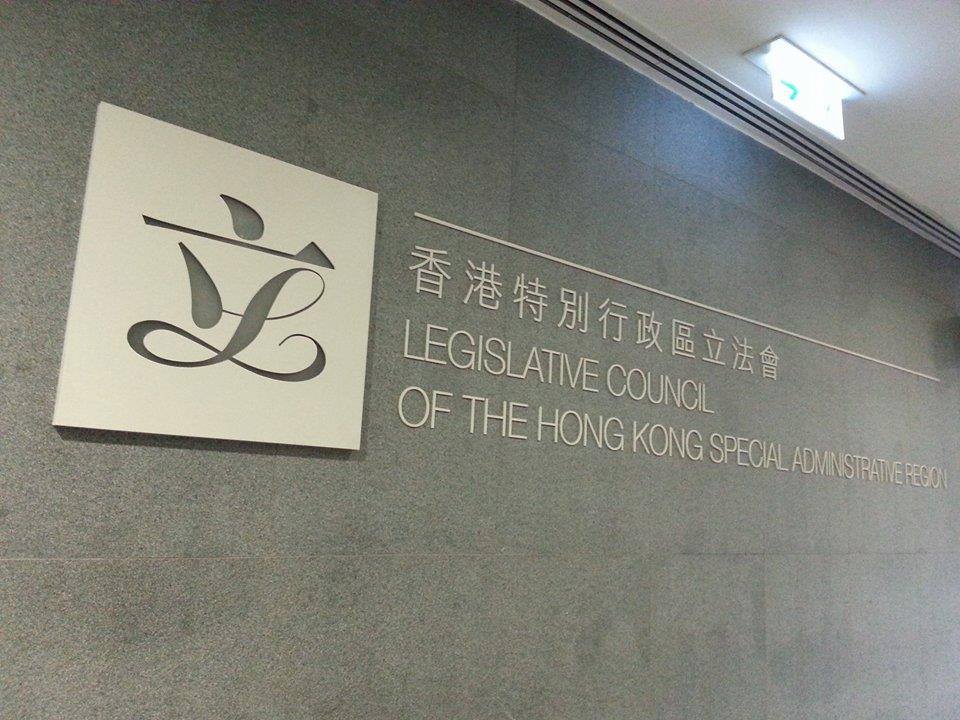 立
香港特別行政區立法會
LEGISLATIVE COUNCIL
OF THE HONG KONG SPECIAL ADMINISTRATIVE REGION